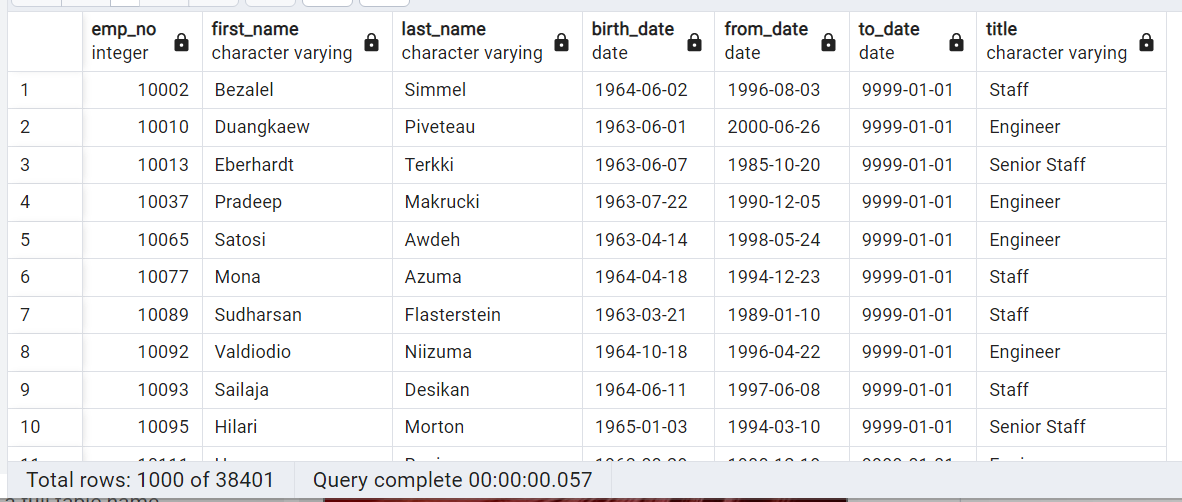 emp_no first_name last_name birth_date from_date to_date title
integer character varying character varying date date date character varying
1 10002 Bezalel Simmel 1964-06-02 1996-08-03 9999-01-01 Staff
2 10010 Duangkaew Piveteau 1963-06-01 2000-06-26 9999-01-01 Engineer
3 10013 Eberhardt Terkki 1963-06-07 1985-10-20 9999-01-01 Senior Staff
4 10037 Pradeep Makrucki 1963-07-22 1990-12-05 9999-01-01 Engineer
5 10065 Satosi Awdeh 1963-04-14 1998-05-24 9999-01-01 Engineer
6 10077 Mona Azuma 1964-04-18 1994-12-23 9999-01-01 Staff
7 10089 Sudharsan Flasterstein 1963-03-21 1989-01-10 9999-01-01 Staff
8 10092 Valdiodio Niizuma 1964-10-18 1996-04-22 9999-01-01 Engineer
9 10093 Sailaja Desikan 1964-06-11 1997-06-08 9999-01-01 Staff
10 10095 Hilari Morton 1965-01-03 1994-03-10 9999-01-01 Senior Staff
Total rows: 1000 of 38401 Query complete 00:00:00.057